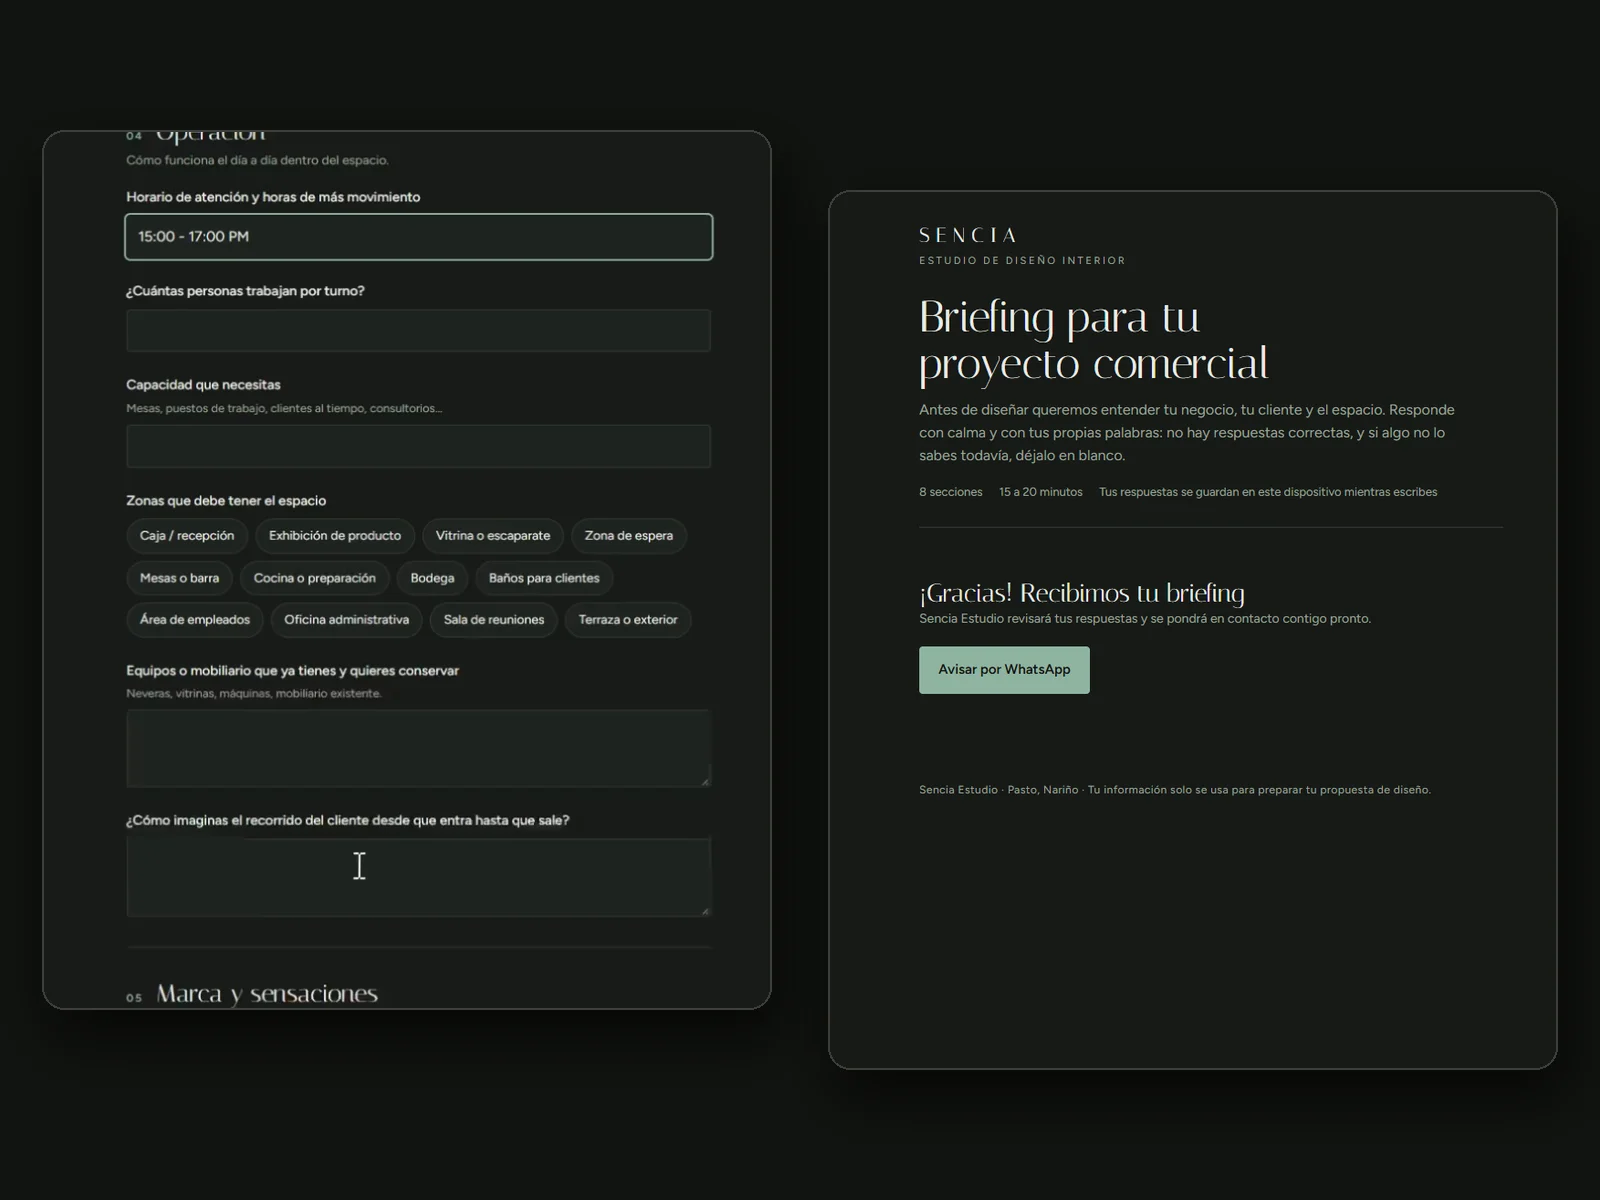 04 Operación
Cómo funciona el día a día dentro del espacio.
Horario de atención y horas de más movimiento
15:00 - 17:00 PM
¿Cuántas personas trabajan por turno?
Capacidad que necesitas
Mesas, puestos de trabajo, clientes al tiempo, consultorios...
Zonas que debe tener el espacio
Caja / recepción
Exhibición de producto
Vitrina o escaparate
Zona de espera
Mesas o barra
Cocina o preparación
Bodega
Baños para clientes
Área de empleados
Oficina administrativa
Sala de reuniones
Terraza o exterior
Equipos o mobiliario que ya tienes y quieres conservar
Neveras, vitrinas, máquinas, mobiliario existente.
¿Cómo imaginas el recorrido del cliente desde que entra hasta que sale?
05 Marca y sensaciones
SENCIA
ESTUDIO DE DISEÑO INTERIOR
Briefing para tu
proyecto comercial
Antes de diseñar queremos entender tu negocio, tu cliente y el espacio. Responde
con calma y con tus propias palabras: no hay respuestas correctas, y si algo no lo
sabes todavía, déjalo en blanco.
8 secciones 15 a 20 minutos Tus respuestas se guardan en este dispositivo mientras escribes
¡Gracias! Recibimos tu briefing
Sencia Estudio revisará tus respuestas y se pondrá en contacto contigo pronto.
Avisar por WhatsApp
Sencia Estudio · Pasto, Nariño · Tu información solo se usa para preparar tu propuesta de diseño.